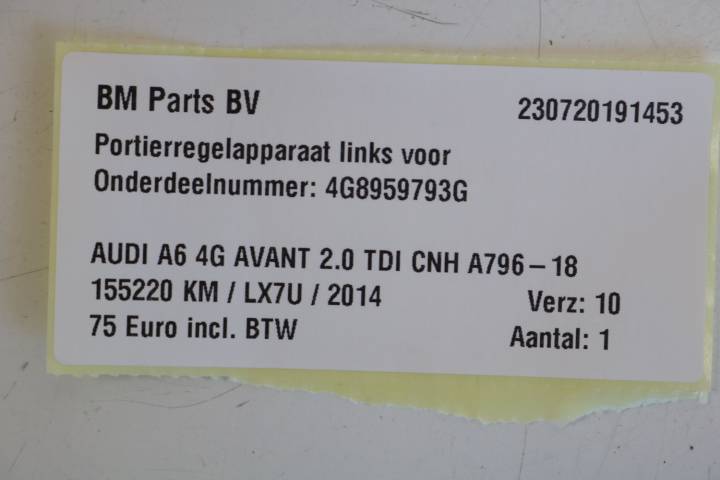 BM Parts BV 230720191453
Portierregelapparaat links voor
Onderdeelnummer: 4G8959793G
AUDI A6 4G AVANT 2.0 TDI CNH A796-18
155220 KM / LX7U / 2014 Verz: 10
75 Euro incl. BTW Aantal: 1